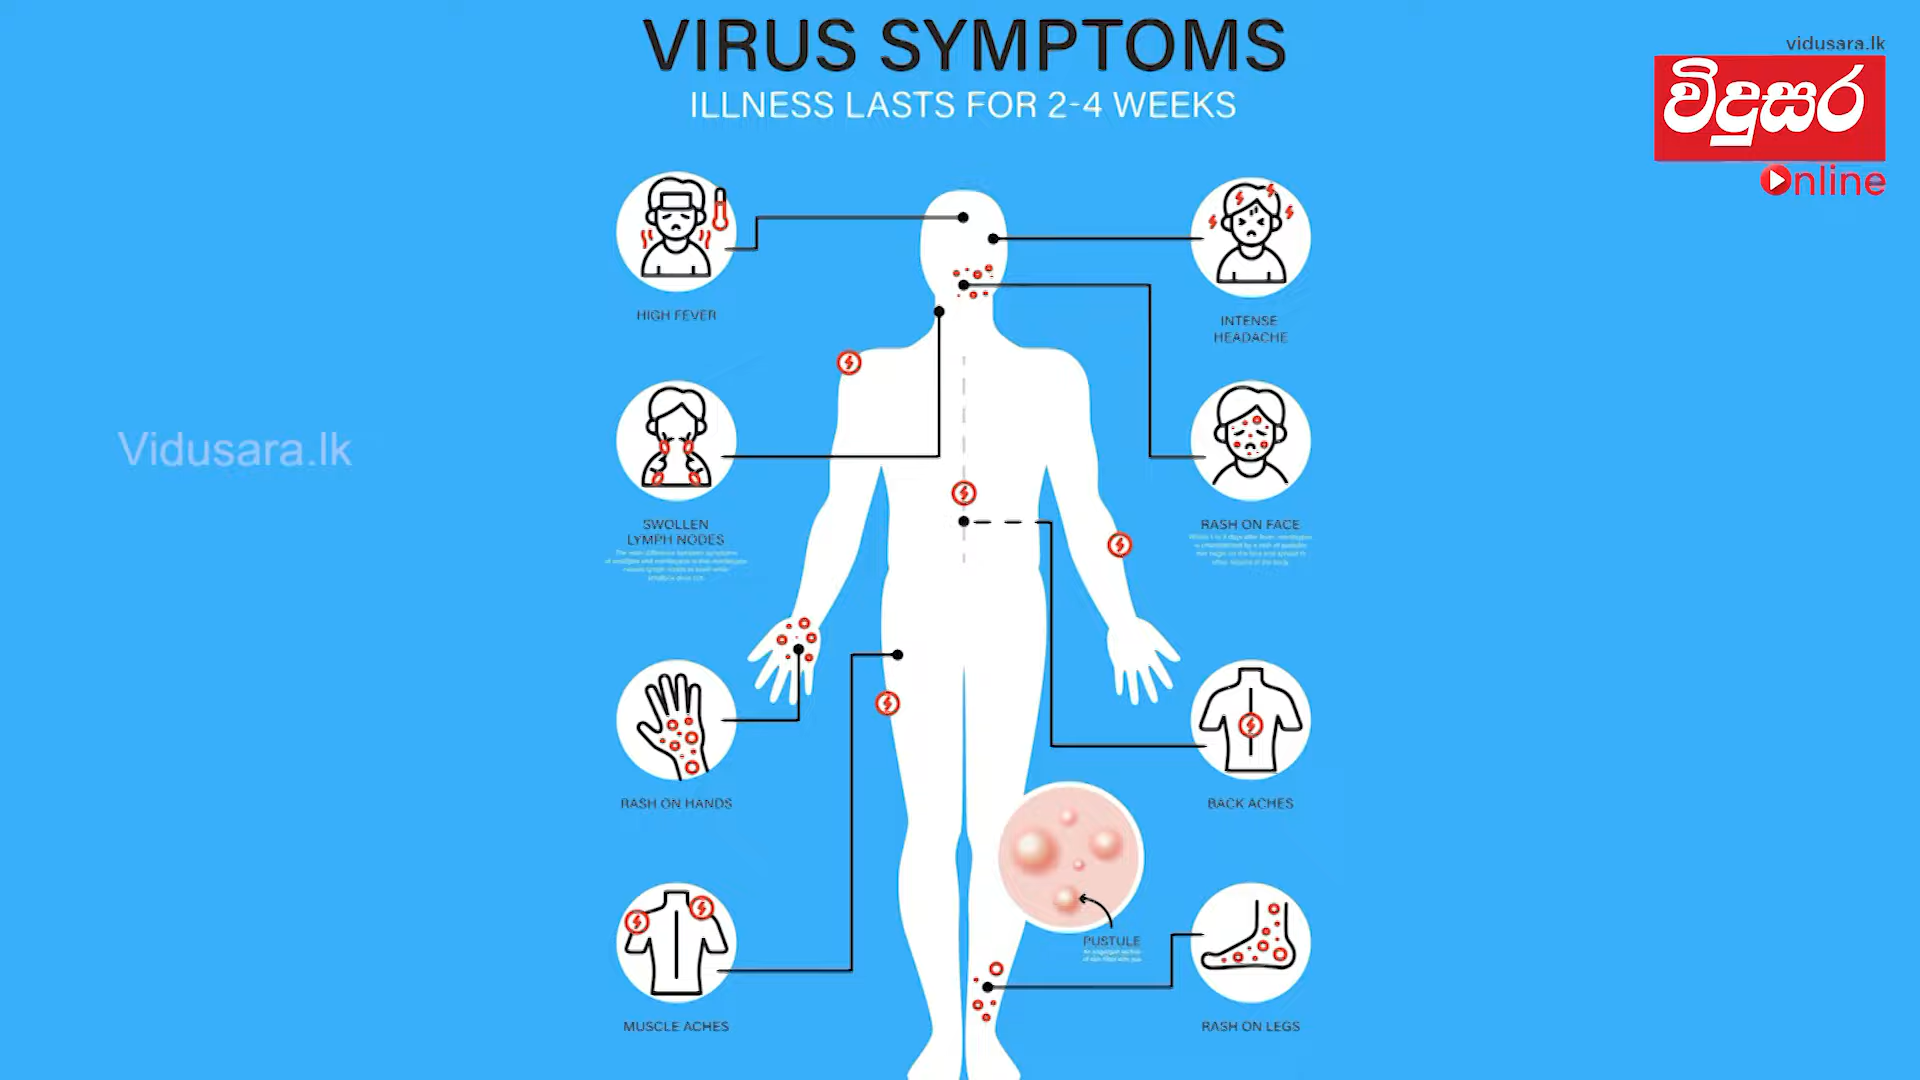 VIRUS SYMPTOMS
ILLNESS LASTS FOR 2-4 WEEKS
vidusara.lk
විදුසර
Online
HIGH FEVER
INTENSE
HEADACHE
Vidusara.lk
SWOLLEN
LYMPH NODES
RASH ON FACE
RASH ON HANDS
BACK ACHES
PUSTULE
MUSCLE ACHES
RASH ON LEGS